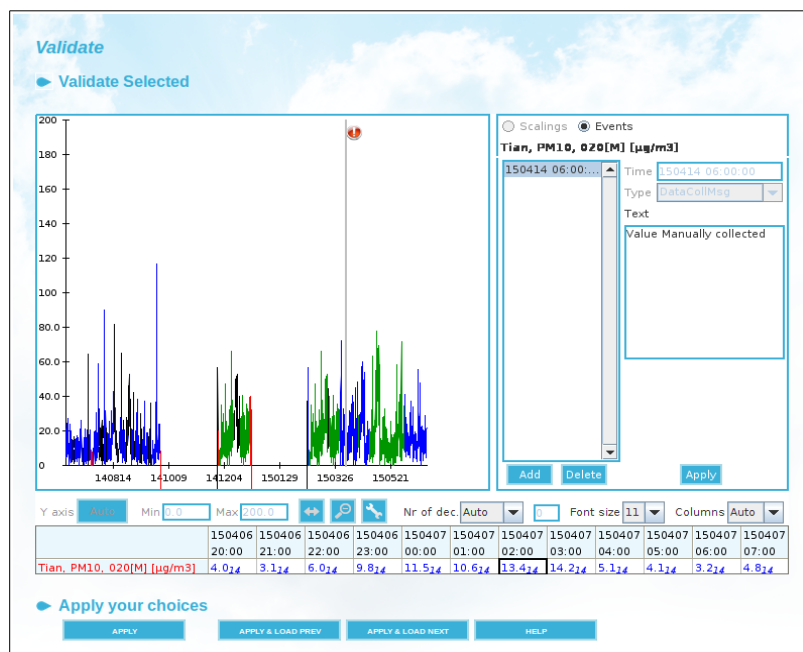 Validate
Validate Selected
200
180
160
140
120
100
80.0
60.0
40.0
20.0
0
140814 141009 141204 150129 150326 150521
Scalings Events
Tian, PM10, 020[M] [µg/m3]
150414 06:00:...
Time 150414 06:00:00
Type DataCollMsg
Text
Value Manually collected
Add Delete Apply
Y axis Auto Min 0.0 Max 200.0 Nr of dec. Auto 0 Font size 11 Columns Auto
150406 150406 150406 150406 150407 150407 150407 150407 150407 150407 150407 150407
20:00 21:00 22:00 23:00 00:00 01:00 02:00 03:00 04:00 05:00 06:00 07:00
Tian, PM10, 020[M] [µg/m3] 4.014 3.114 6.014 9.814 11.514 10.614 13.414 14.214 5.114 4.114 3.214 4.814
Apply your choices
APPLY APPLY & LOAD PREV APPLY & LOAD NEXT HELP